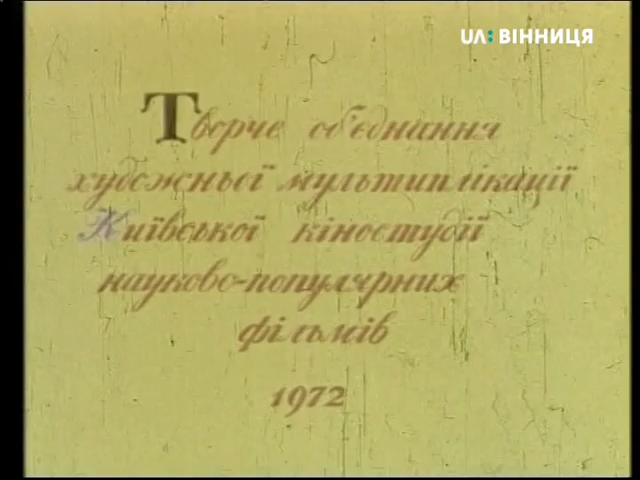 UA: ВІННИЦЯ
Творче об'єднання
художньої мультиплікації
Київської кіностудії
науково-популярних
фільмів
1972